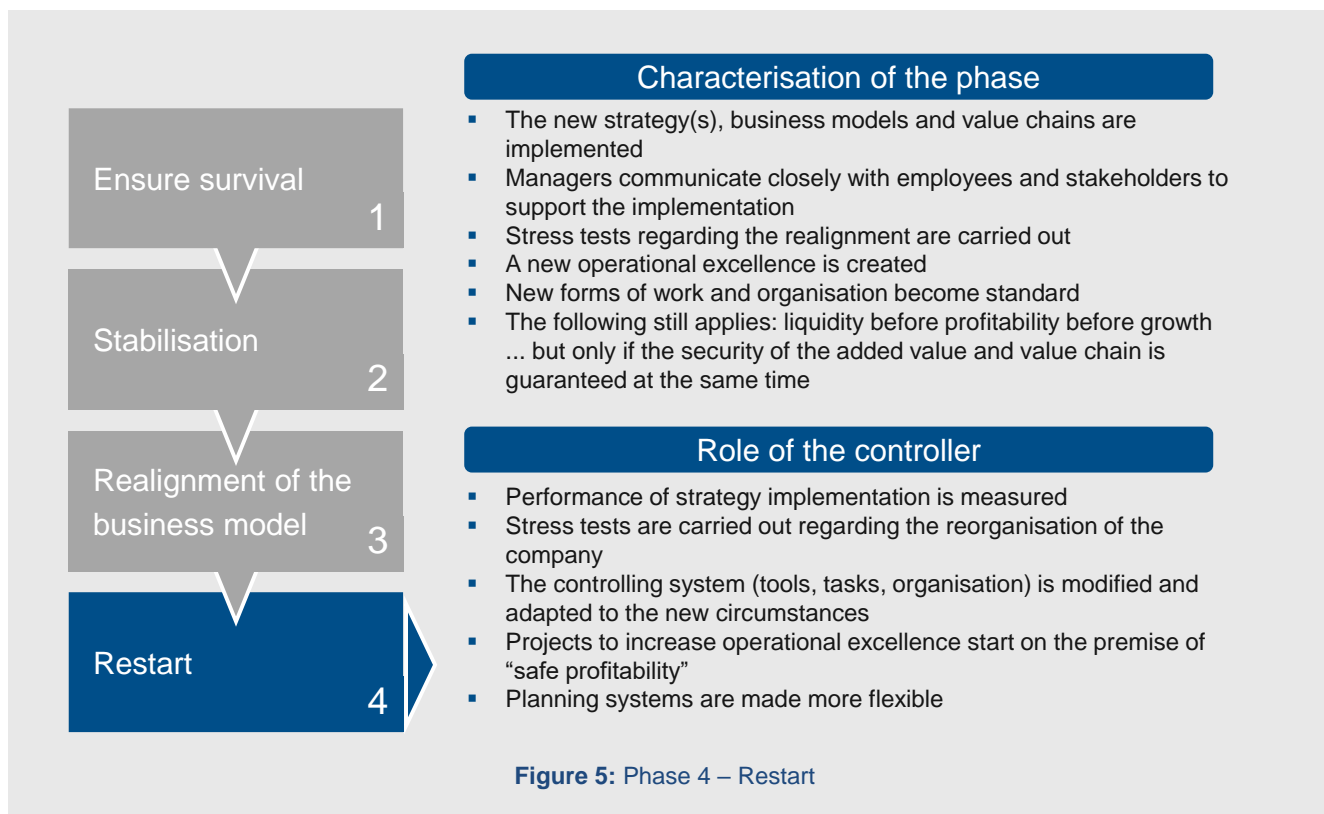 Ensure survival
1
Stabilisation
2
Realignment of the
business model
3
Restart
4
Characterisation of the phase
▪ The new strategy(s), business models and value chains are
implemented
▪ Managers communicate closely with employees and stakeholders to
support the implementation
▪ Stress tests regarding the realignment are carried out
▪ A new operational excellence is created
▪ New forms of work and organisation become standard
▪ The following still applies: liquidity before profitability before growth
... but only if the security of the added value and value chain is
guaranteed at the same time
Role of the controller
▪ Performance of strategy implementation is measured
▪ Stress tests are carried out regarding the reorganisation of the
company
▪ The controlling system (tools, tasks, organisation) is modified and
adapted to the new circumstances
▪ Projects to increase operational excellence start on the premise of
“safe profitability”
▪ Planning systems are made more flexible
Figure 5: Phase 4 – Restart